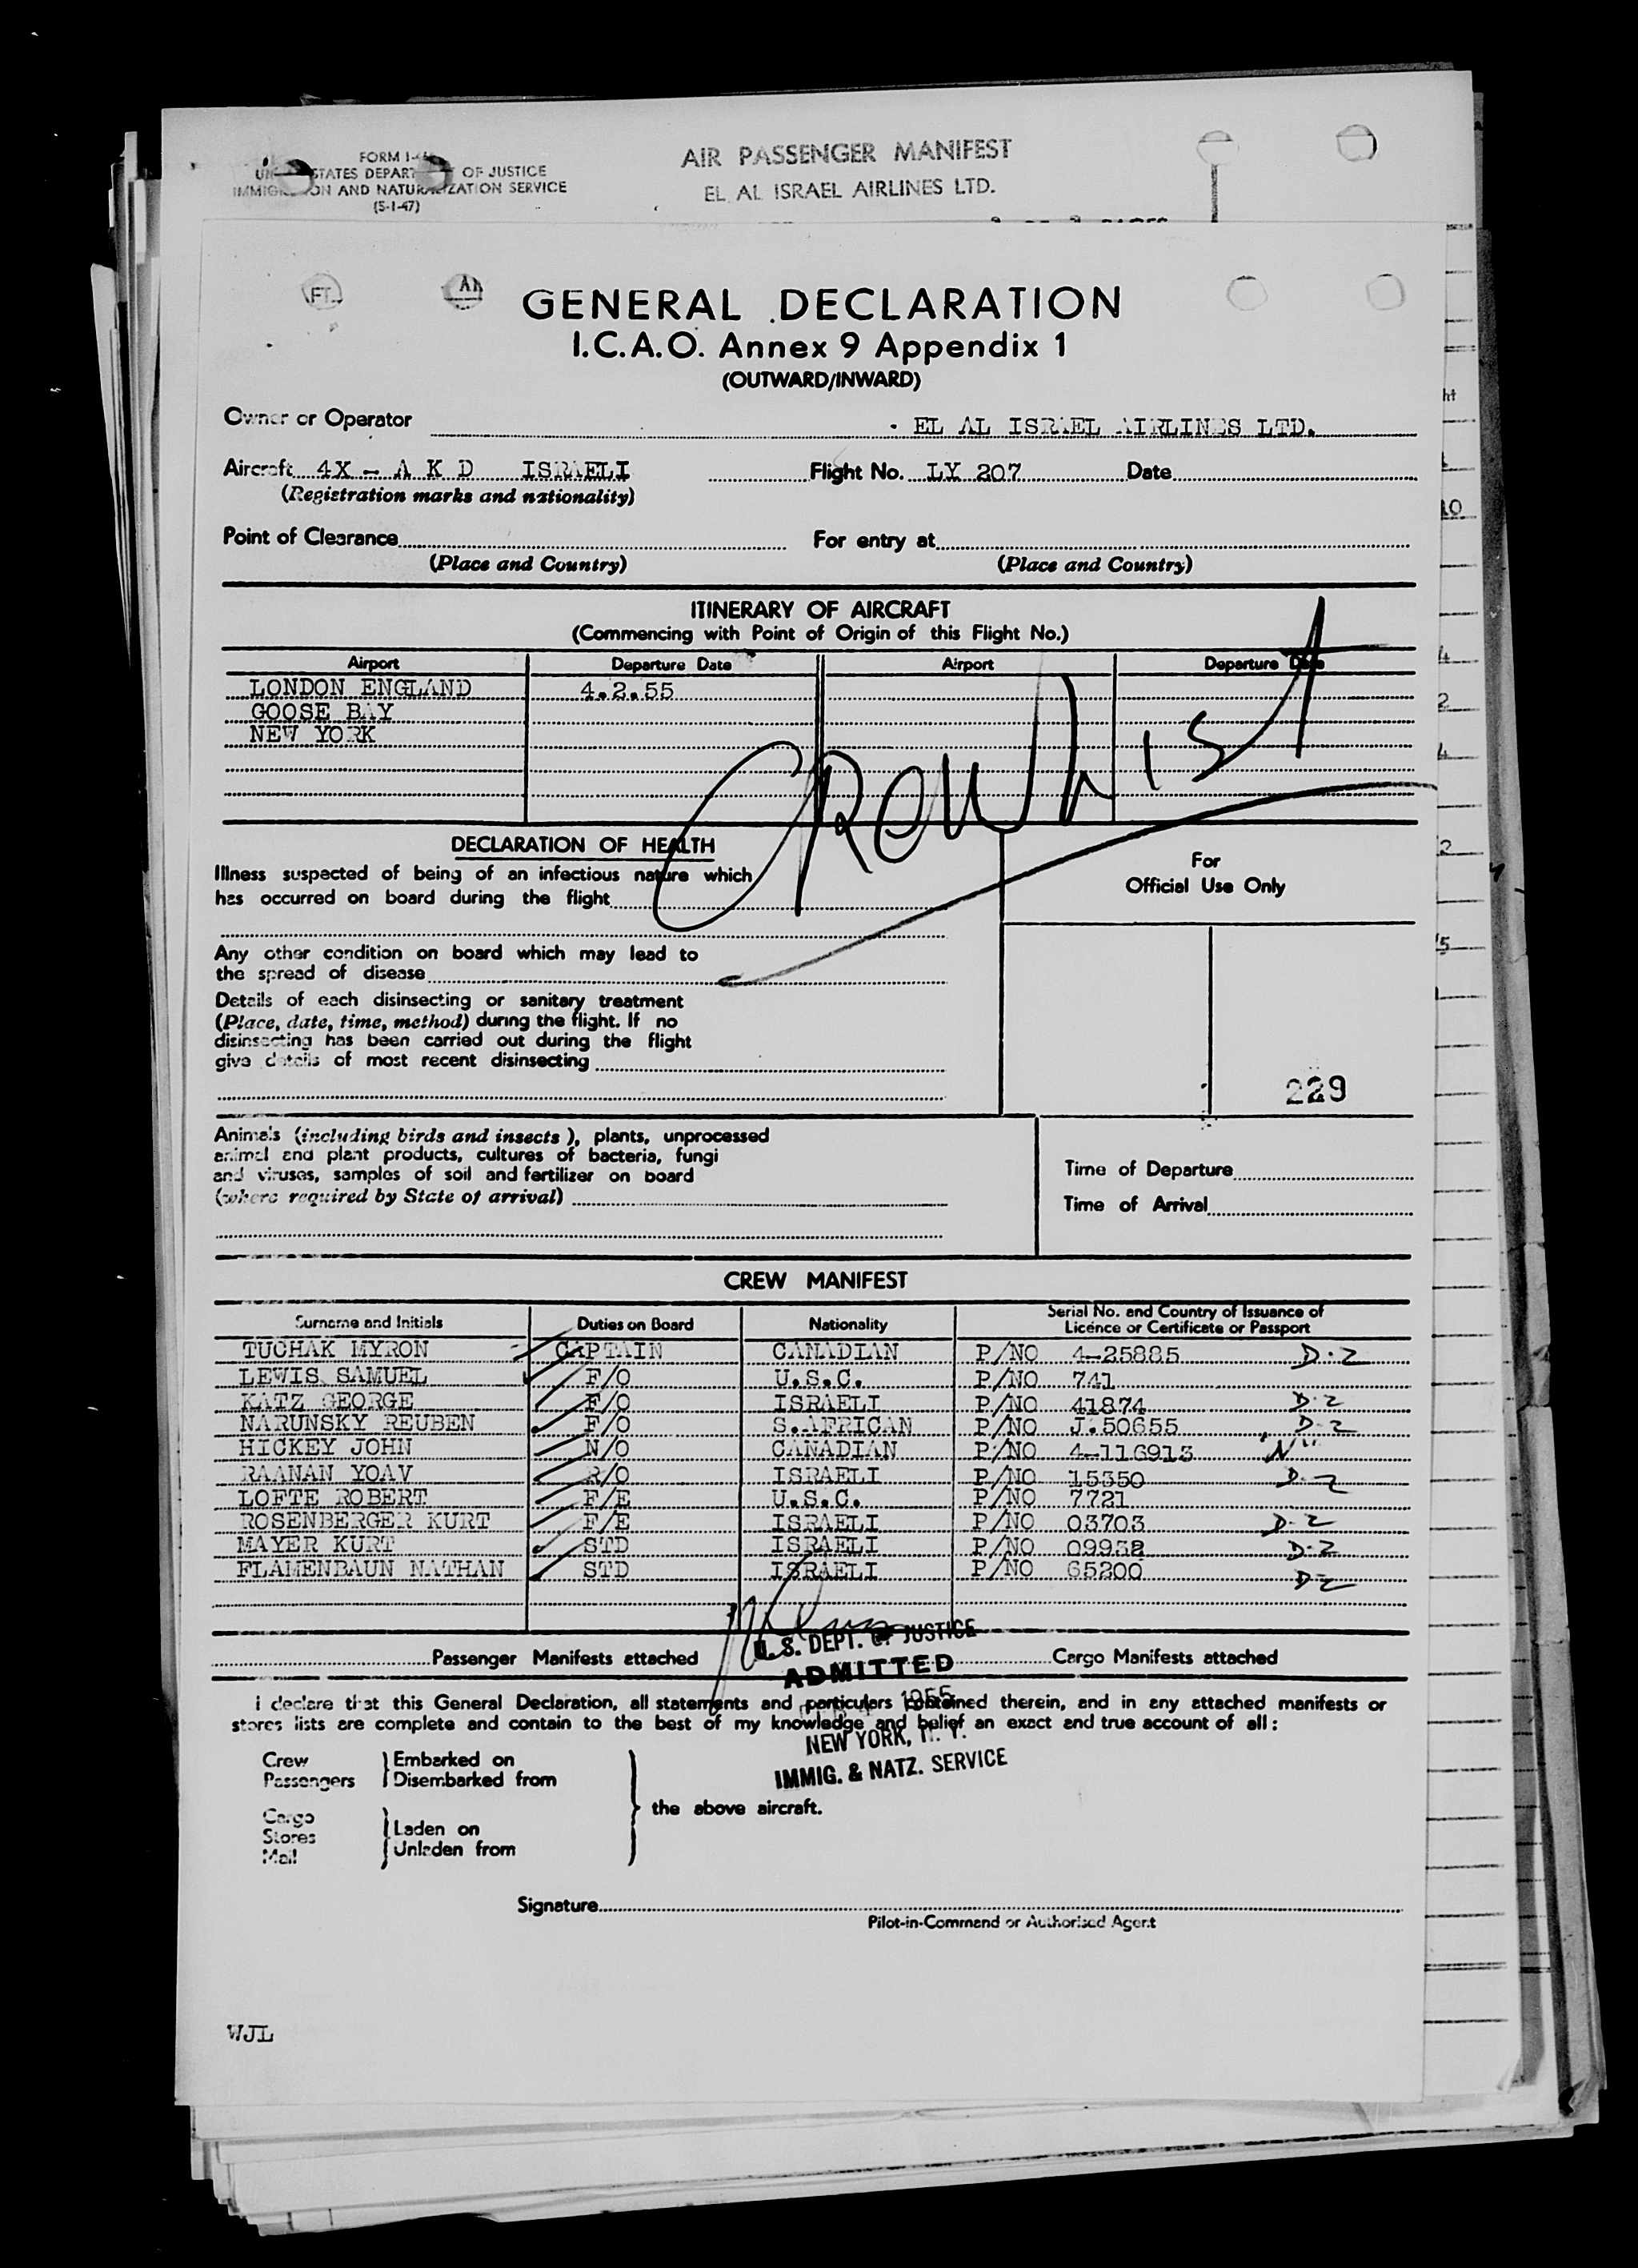 AIR PASSENGER MANIFEST
OF JUSTICE
AND
SERVICE
(5-1-47)
EL AL ISRAEL AIRLINES LTD.
GENERAL DECLARATION
I.C.A.O. Annex 9 Appendix 1
(OUTWARD/INWARD)
Owner or Operator EL AL ISRAEL AIRLINES LTD.
Aircraft 4X - A K D ISRAELI Flight No. LY 207 Date
(Registration marks and nationality)
Point of Clearance For entry at
(Place and Country) (Place and Country)
ITINERARY OF AIRCRAFT
(Commencing with Point of Origin of this Flight No.)
Airport Departure Date Airport Departure Date
LONDON ENGLAND 4.2.55
GOOSE BAY
NEW YORK
CREW LIST
DECLARATION OF HEALTH
Illness suspected of being of an infectious nature which
has occurred on board during the flight
For
Official Use Only
Any other condition on board which may lead to
the spread of disease
Details of each disinsecting or sanitary treatment
(Place, date, time, method) during the flight. If no
disinsecting has been carried out during the flight
give details of most recent disinsecting
229
Animals (including birds and insects), plants, unprocessed
animal and plant products, cultures of bacteria, fungi
and viruses, samples of soil and fertilizer on board
(where required by State of arrival)
Time of Departure
Time of Arrival
CREW MANIFEST
Surname and Initials Duties on Board Nationality Serial No. and Country of Issuance of
Licence or Certificate or Passport
TUCHAK MYRON CAPTAIN CANADIAN P/NO 4-25885 D-2
LEWIS SAMUEL F/O U.S.C. P/NO 741
KATZ GEORGE F/O ISRAELI P/NO 41874 D-2
NARUNSKY REUBEN F/O S.AFRICAN P/NO J.50655 D-2
HICKEY JOHN N/O CANADIAN P/NO 4-116913 "N"
RAANAN YOAV R/O ISRAELI P/NO 15350 D-2
LOFTE ROBERT F/E U.S.C. P/NO 7721
ROSENBERGER KURT F/E ISRAELI P/NO 03703 D-2
MAYER KURT STD ISRAELI P/NO 09938 D-2
FLAMENBAUN NATHAN STD ISRAELI P/NO 65200 D-2
Passenger Manifests attached Cargo Manifests attached
U.S. DEPT. OF JUSTICE
ADMITTED
1955
NEW YORK, N. Y.
IMMIG. & NATZ. SERVICE
I declare that this General Declaration, all statements and particulars contained therein, and in any attached manifests or
stores lists are complete and contain to the best of my knowledge and belief an exact and true account of all:
Crew Embarked on
Passengers Disembarked from
the above aircraft.
Cargo
Stores Laden on
Mail Unladen from
Signature
Pilot-in-Command or Authorised Agent
WJL